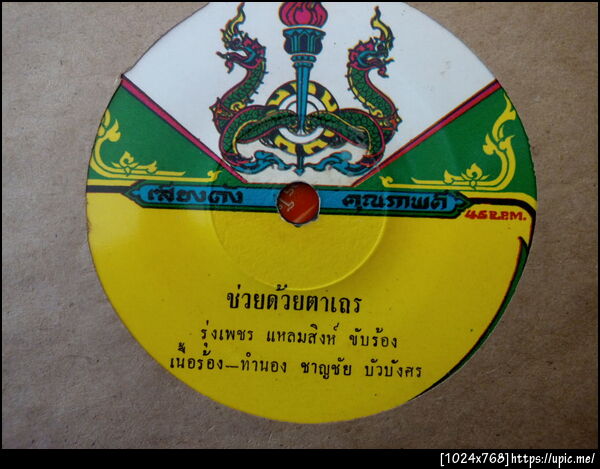 เสียงดัง คุณภาพดี
45 R.P.M.
ช่วยด้วยตาเถร
รุ่งเพชร แหลมสิงห์ ขับร้อง
เนื้อร้อง—ทำนอง ชาญชัย บัวบังศร
[1024x768]https://upic.me/